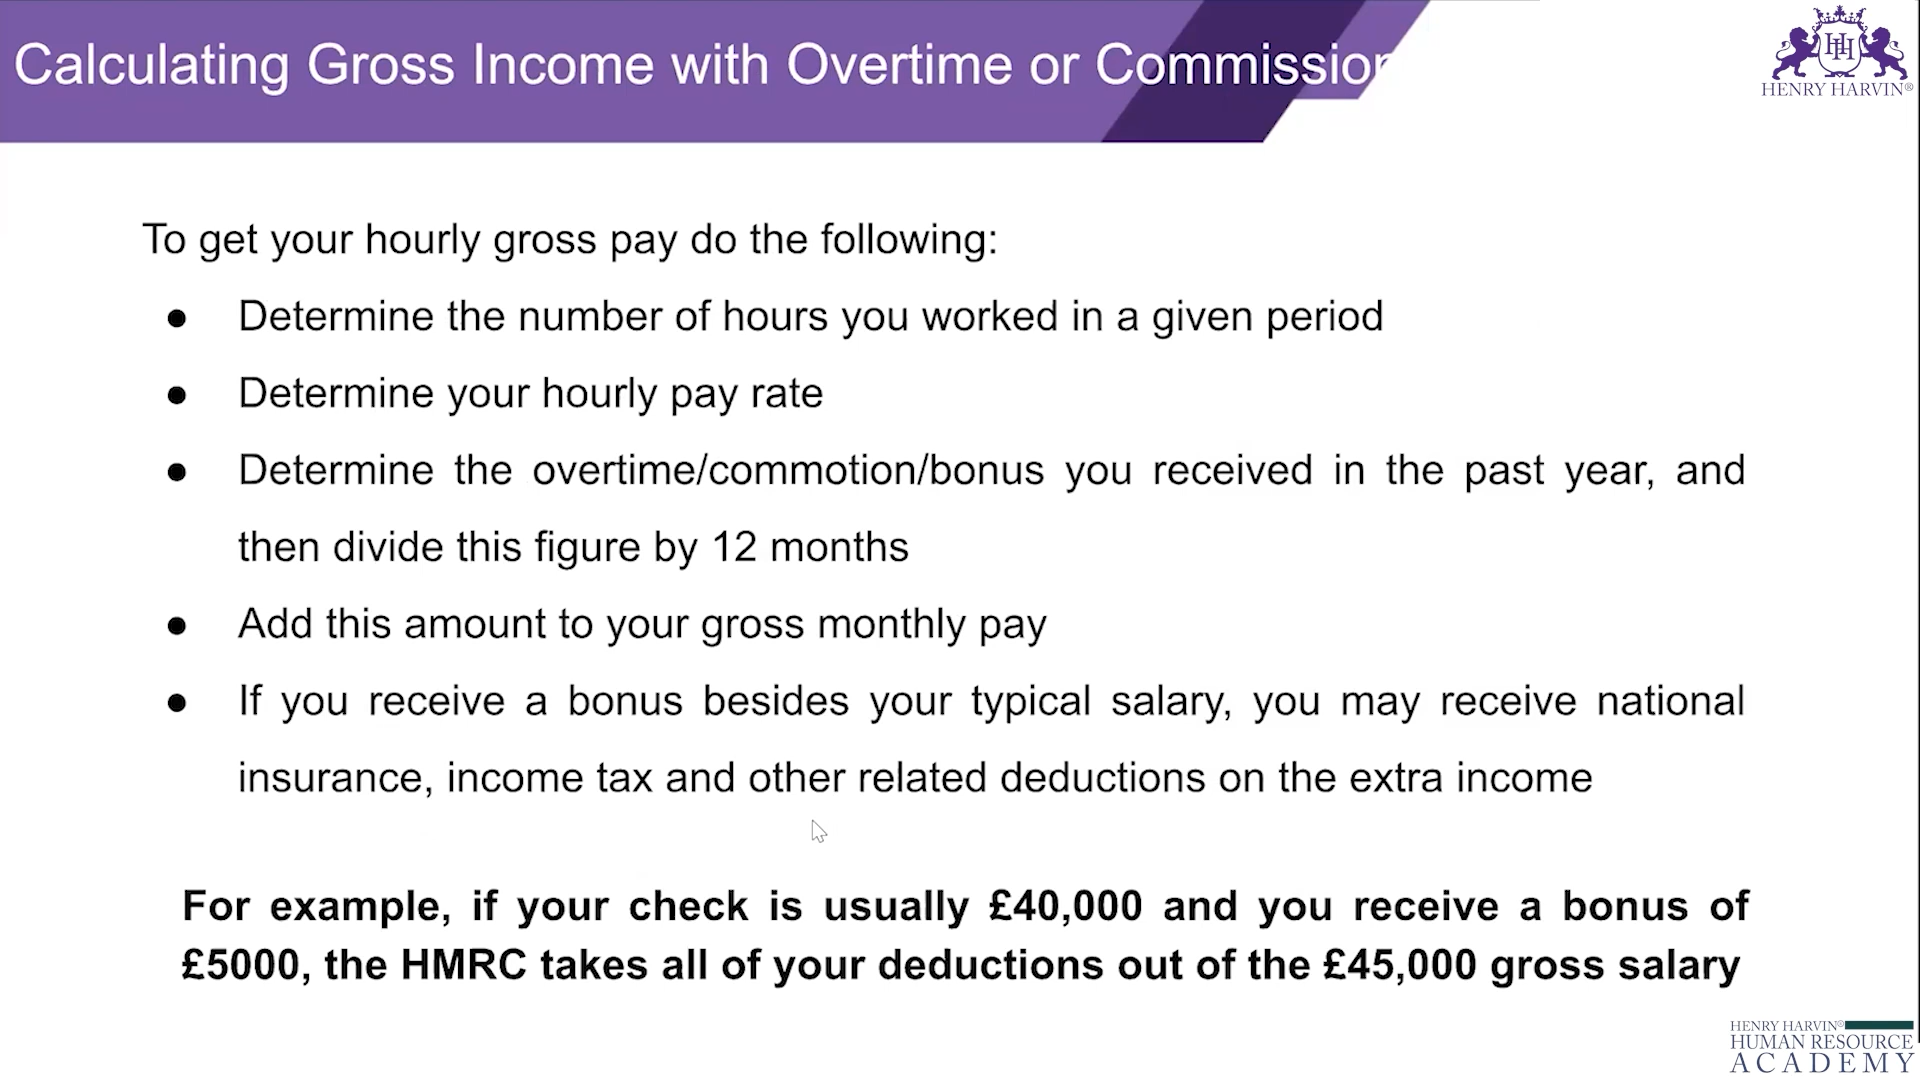 Calculating Gross Income with Overtime or Commission
HENRY HARVIN®
To get your hourly gross pay do the following:
● Determine the number of hours you worked in a given period
● Determine your hourly pay rate
● Determine the overtime/commotion/bonus you received in the past year, and
then divide this figure by 12 months
● Add this amount to your gross monthly pay
● If you receive a bonus besides your typical salary, you may receive national
insurance, income tax and other related deductions on the extra income
For example, if your check is usually £40,000 and you receive a bonus of
£5000, the HMRC takes all of your deductions out of the £45,000 gross salary
HENRY HARVIN®
HUMAN RESOURCE
ACADEMY